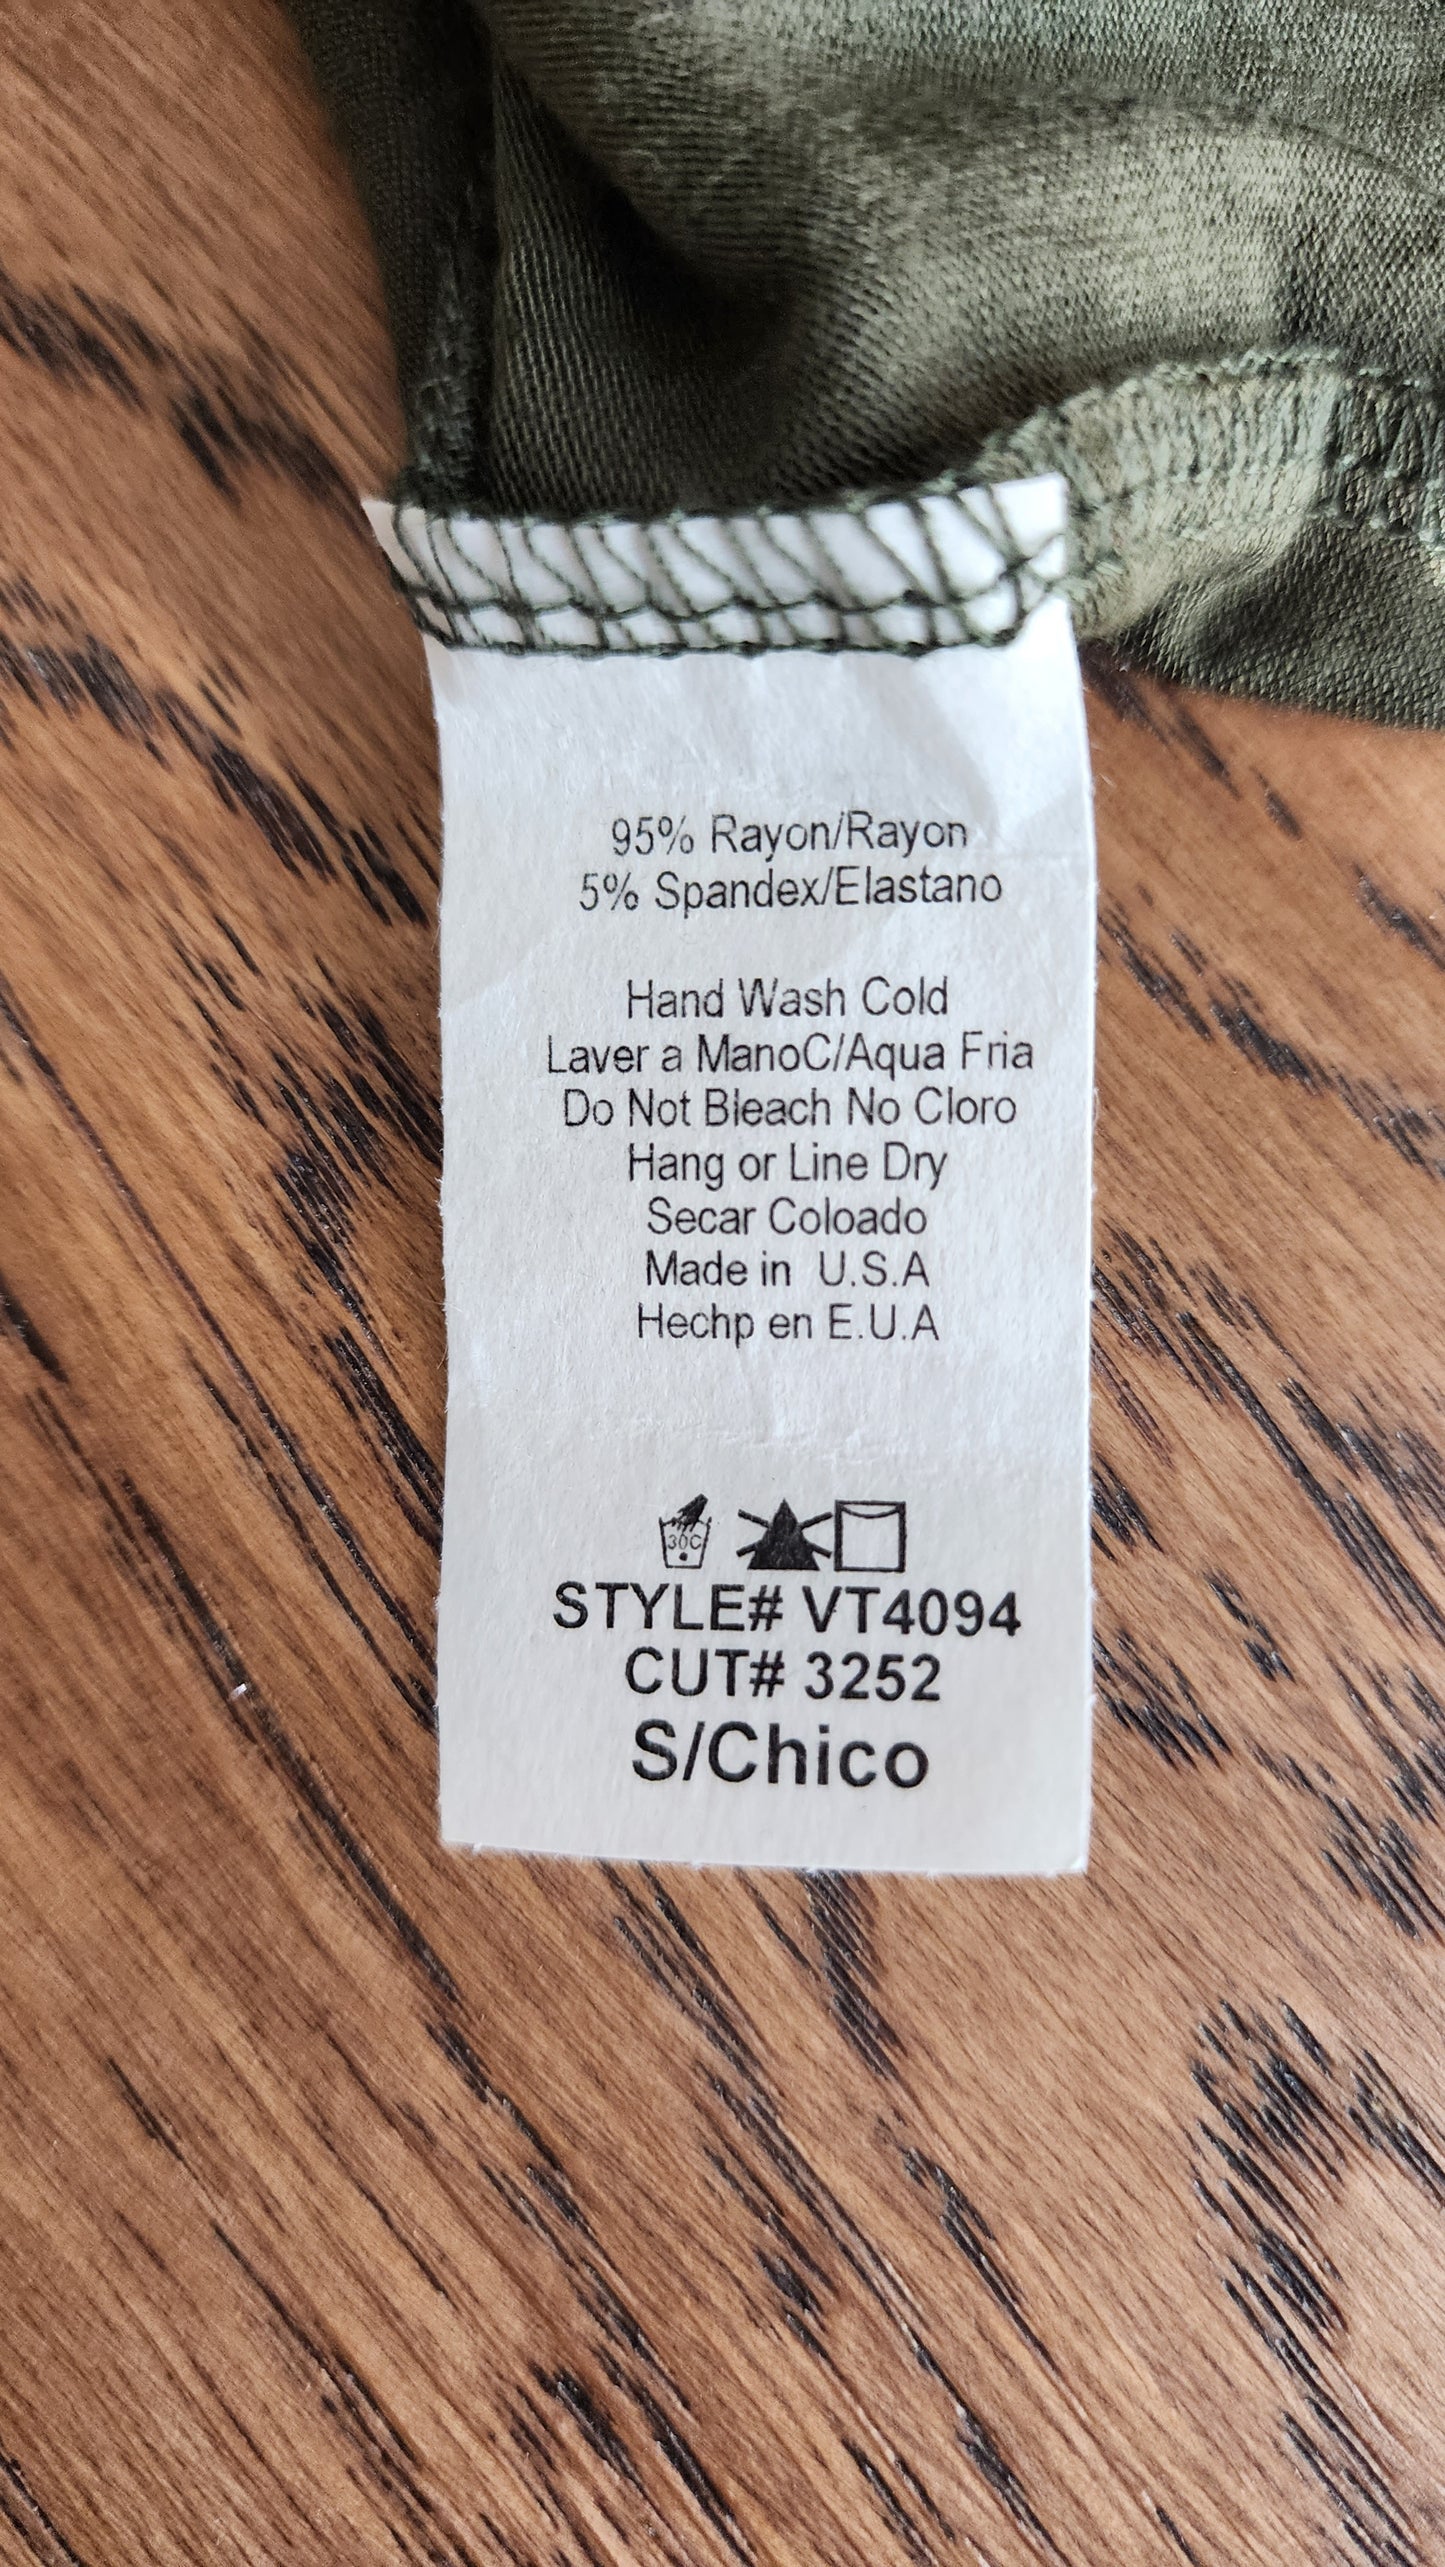 95% Rayon/Rayon
5% Spandex/Elastano
Hand Wash Cold
Laver a ManoC/Aqua Fria
Do Not Bleach No Cloro
Hang or Line Dry
Secar Coloado
Made in U.S.A
Hechp en E.U.A
30C
STYLE# VT4094
CUT# 3252
S/Chico